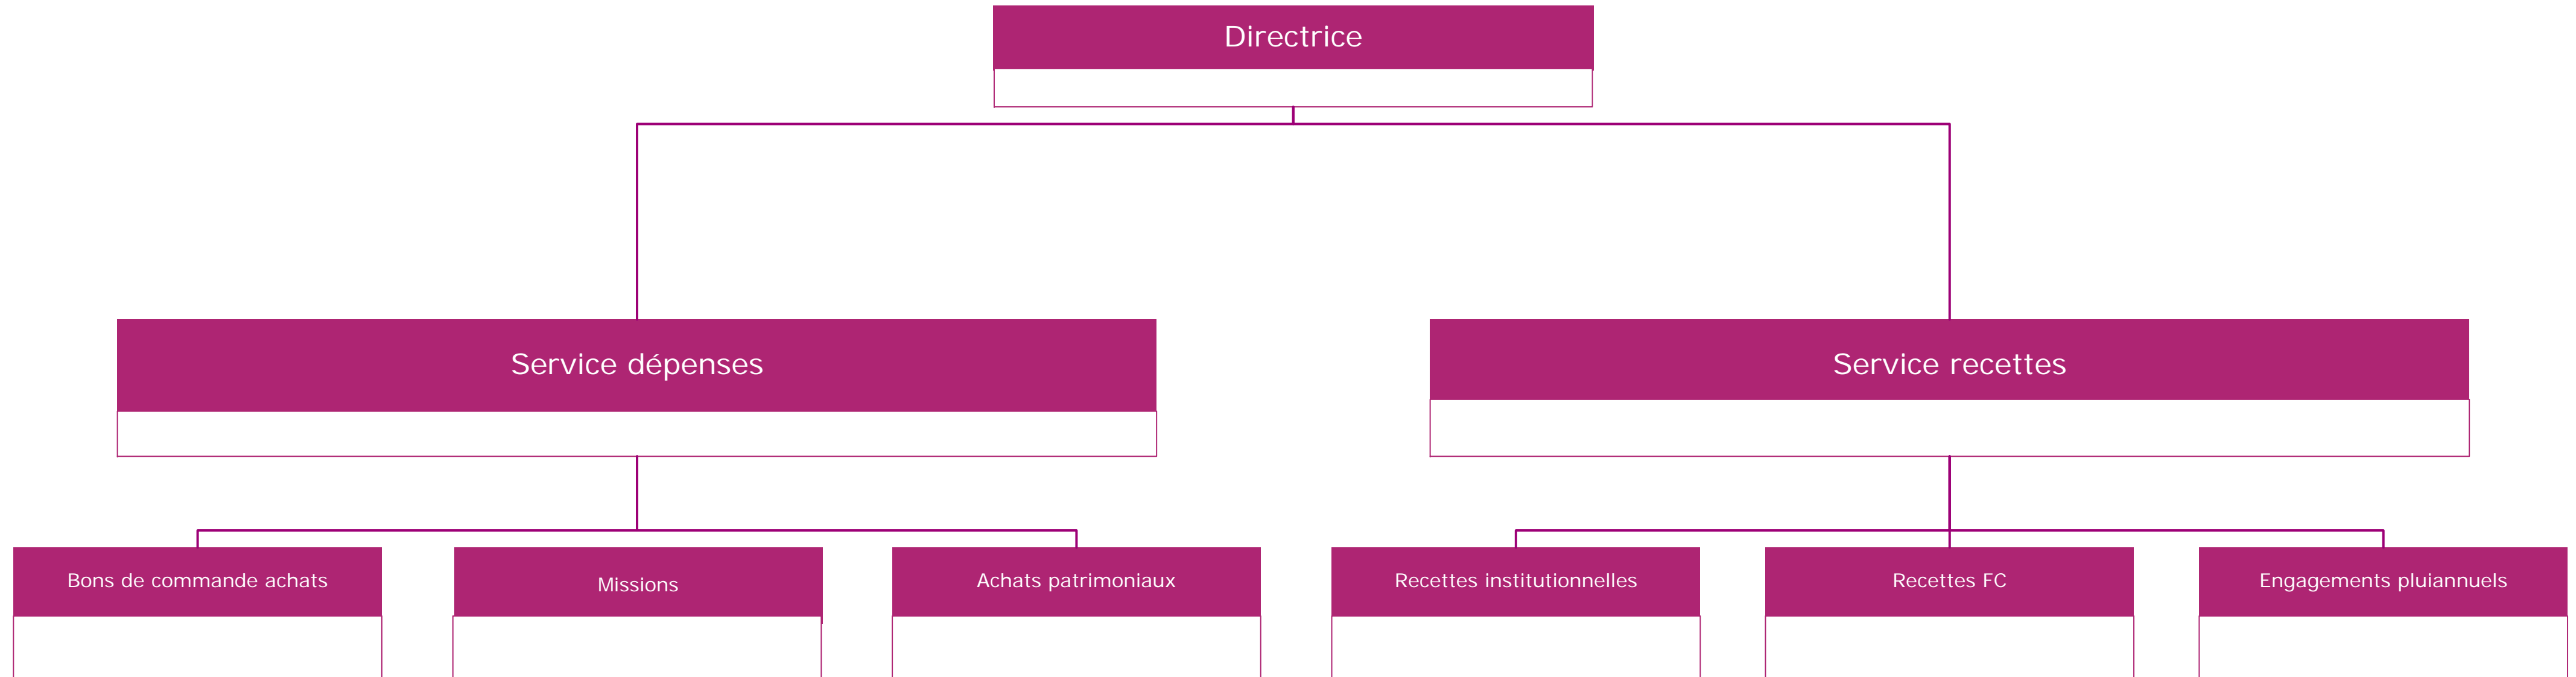 Directrice
Service dépenses
Service recettes
Bons de commande achats
Missions
Achats patrimoniaux
Recettes institutionnelles
Recettes FC
Engagements pluiannuels